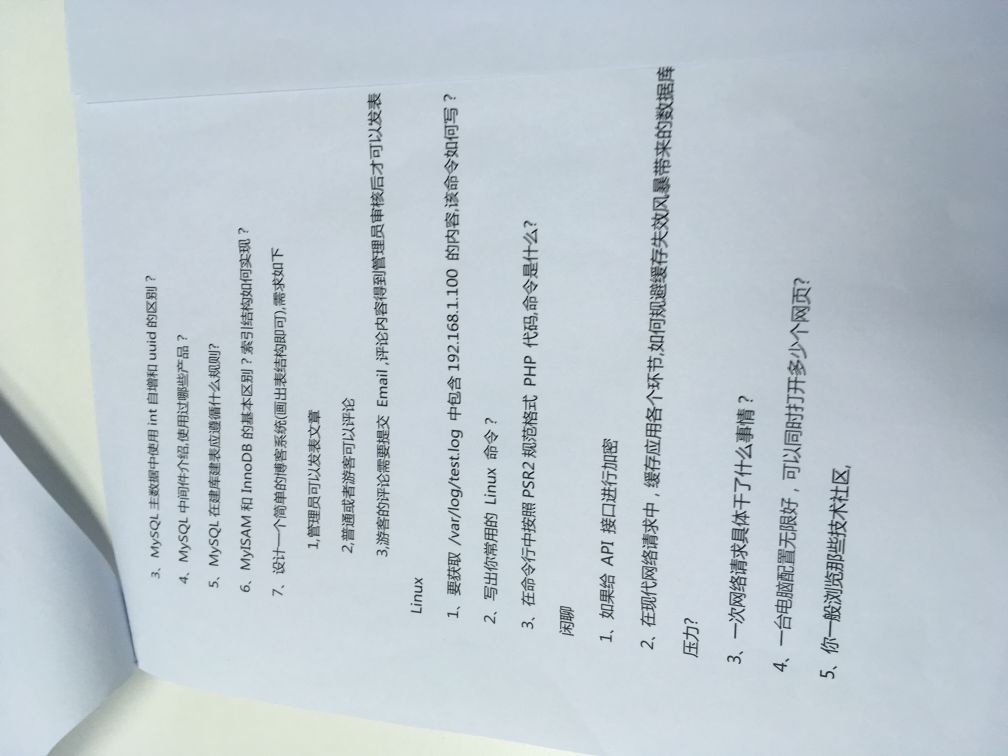 3、MySQL 主数据中使用 int 自增和 uuid 的区别？
4、MySQL 中间件介绍,使用过哪些产品？
5、MySQL 在建库建表应遵循什么规则?
6、MyISAM 和 InnoDB 的基本区别？索引结构如何实现？
7、设计一个简单的博客系统(画出表结构即可),需求如下
1,管理员可以发表文章
2,普通或者游客可以评论
3,游客的评论需要提交 Email ,评论内容得到管理员审核后才可以发表
Linux
1、要获取 /var/log/test.log 中包含 192.168.1.100 的内容,该命令如何写？
2、写出你常用的 Linux 命令？
3、在命令行中按照 PSR2 规范格式 PHP 代码,命令是什么?
闲聊
1、如果给 API 接口进行加密
2、在现代网络请求中，缓存应用各个环节,如何规避缓存失效风暴带来的数据库
压力?
3、一次网络请求具体干了什么事情？
4、一台电脑配置无限好，可以同时打开多少个网页?
5、你一般浏览那些技术社区,